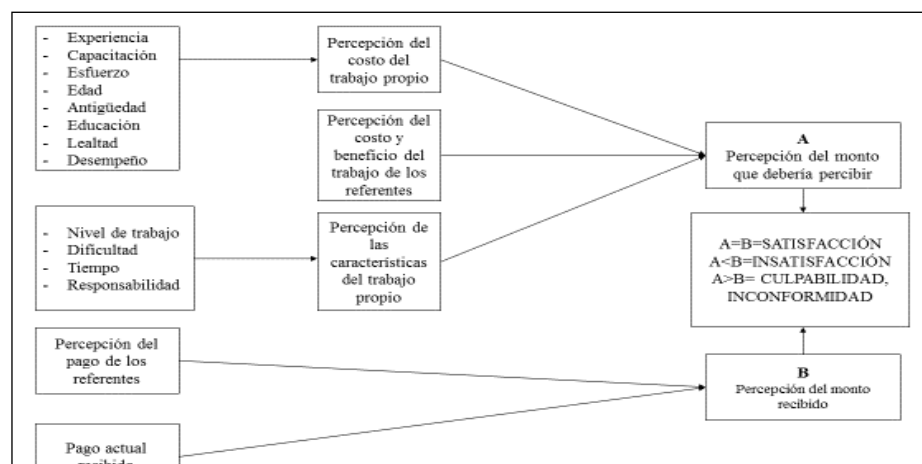 - Experiencia
- Capacitación
- Esfuerzo
- Edad
- Antigüedad
- Educación
- Lealtad
- Desempeño
Percepción del
costo del
trabajo propio
Percepción del
costo y
beneficio del
trabajo de los
referentes
- Nivel de trabajo
- Dificultad
- Tiempo
- Responsabilidad
Percepción de
las
características
del trabajo
propio
A
Percepción del monto
que debería percibir
A=B=SATISFACCIÓN
A<B=INSATISFACCIÓN
A>B= CULPABILIDAD,
INCONFORMIDAD
Percepción del
pago de los
referentes
B
Percepción del monto
recibido
Pago actual